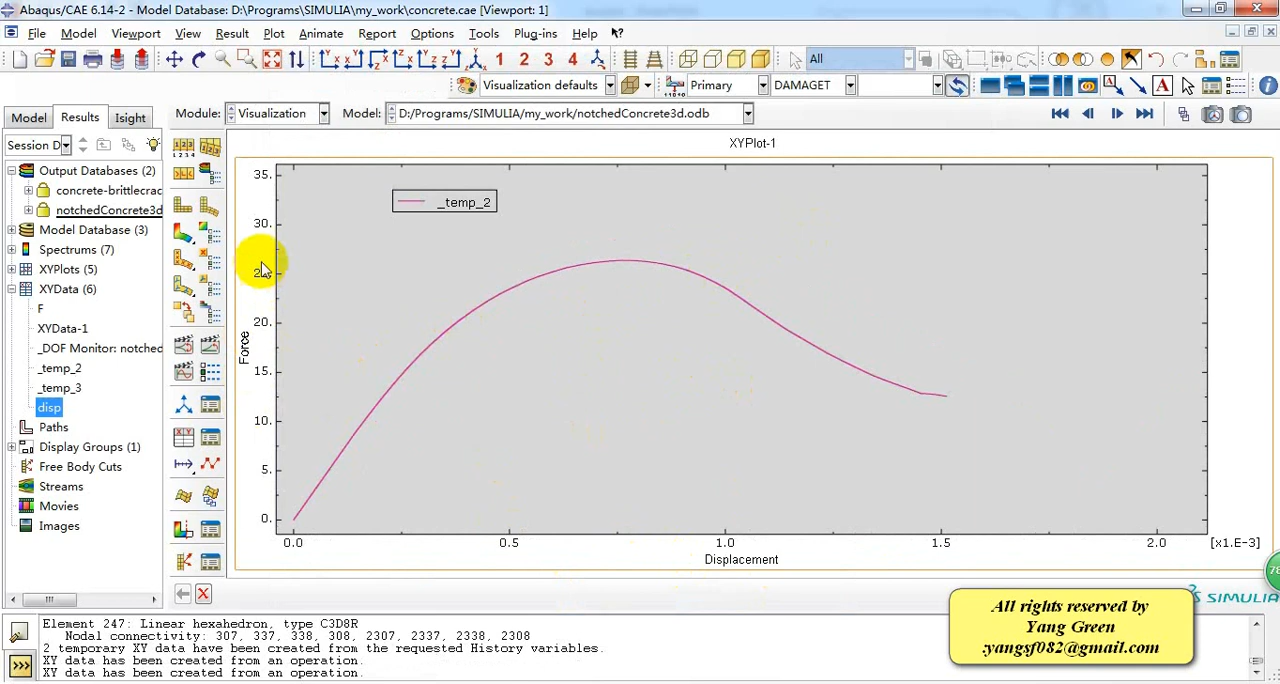 Abaqus/CAE 6.14-2 - Model Database: D:\Programs\SIMULIA\my_work\concrete.cae [Viewport: 1]
File Model Viewport View Result Plot Animate Report Options Tools Plug-ins Help
1 2 3 4 All
Visualization defaults Primary DAMAGET
Model Results Isight Module: Visualization Model: D:/Programs/SIMULIA/my_work/notchedConcrete3d.odb
Session D
XYPlot-1
Output Databases (2)
concrete-brittlecrac
notchedConcrete3d
Model Database (3)
Spectrums (7)
XYPlots (5)
XYData (6)
F
XYData-1
_DOF Monitor: notched
_temp_2
_temp_3
disp
Paths
Display Groups (1)
Free Body Cuts
Streams
Movies
Images
_temp_2
35.
30.
20.
15.
10.
5.
0.
Force
0.0 0.5 1.0 1.5 2.0 [x1.E-3]
Displacement
SIMULIA
Element 247: Linear hexahedron, type C3D8R
Nodal connectivity: 307, 337, 338, 308, 2307, 2337, 2338, 2308
2 temporary XY data have been created from the requested History variables.
XY data has been created from an operation.
XY data has been created from an operation.
All rights reserved by
Yang Green
yangsf082@gmail.com